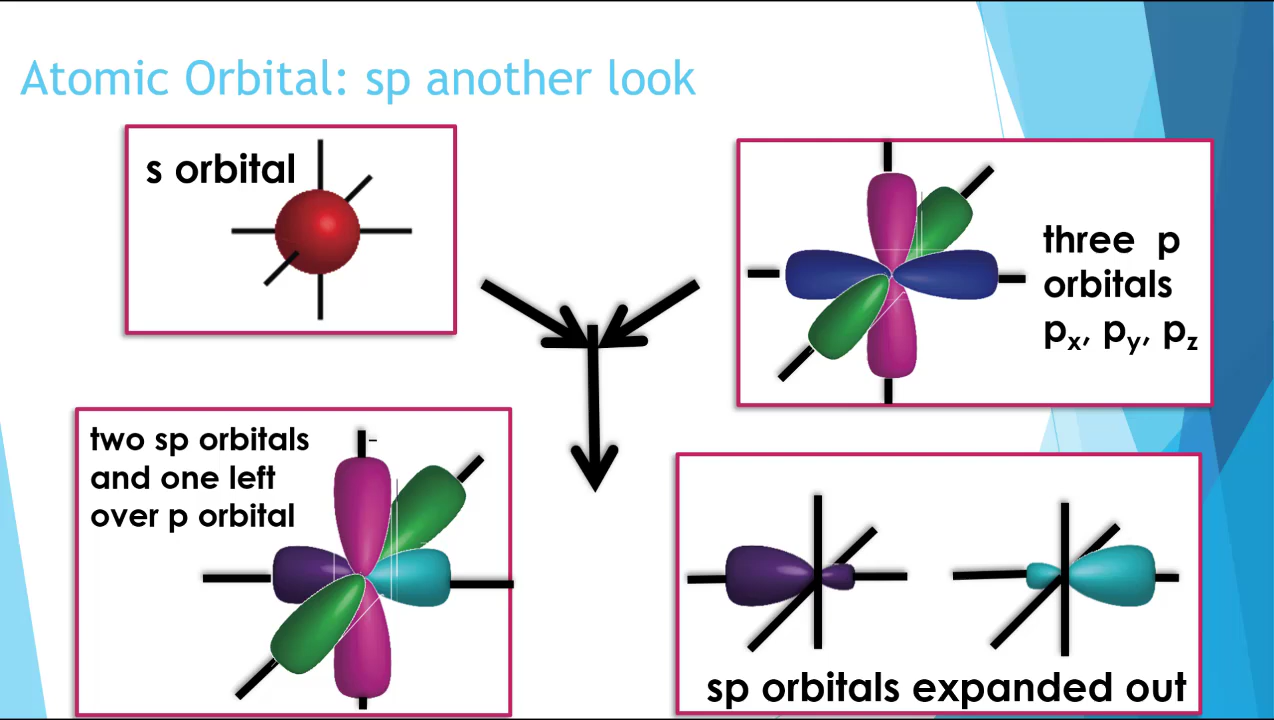 Atomic Orbital: sp another look
s orbital
three p
orbitals
pₓ, pᵧ, p_z
two sp orbitals
and one left
over p orbital
sp orbitals expanded out